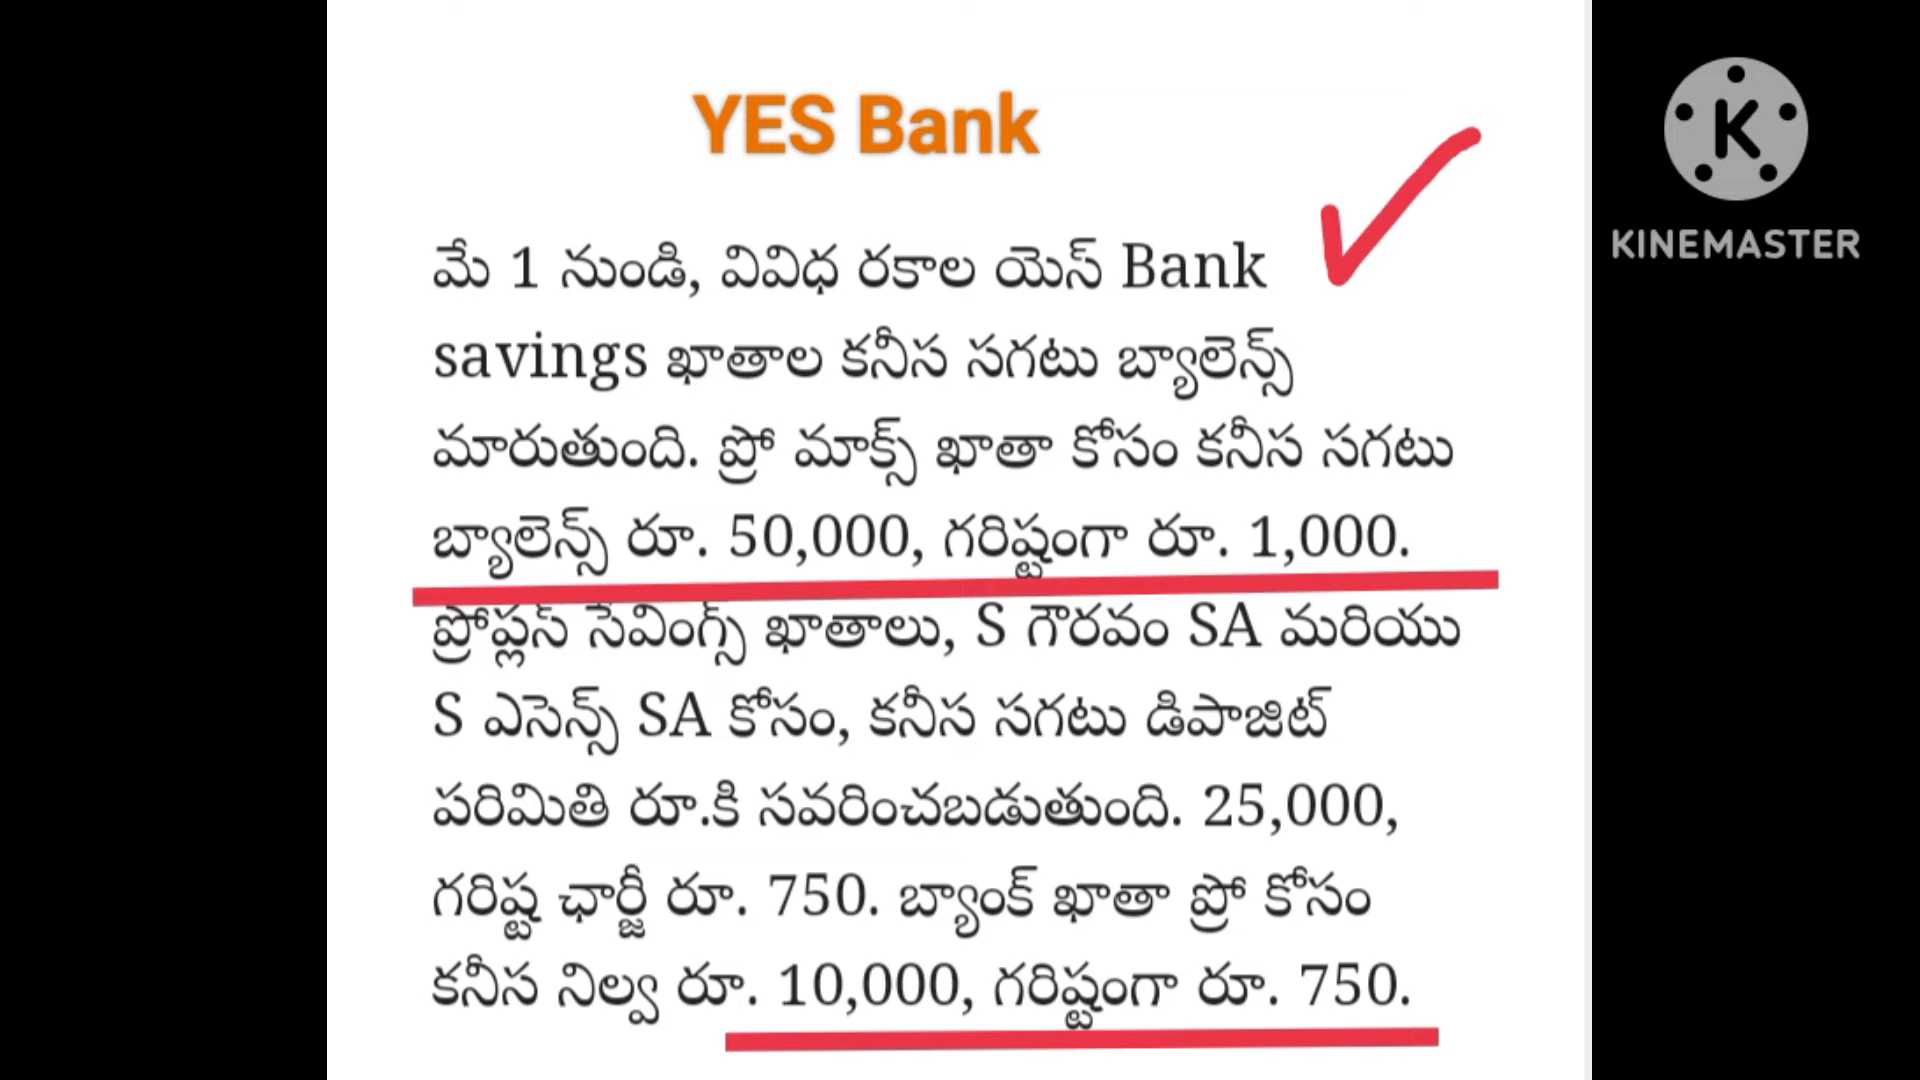 YES Bank
మే 1 నుండి, వివిధ రకాల యెస్ Bank
savings ఖాతాల కనీస సగటు బ్యాలెన్స్
మారుతుంది. ప్రో మాక్స్ ఖాతా కోసం కనీస సగటు
బ్యాలెన్స్ రూ. 50,000, గరిష్టంగా రూ. 1,000.
ప్రోప్లస్ సేవింగ్స్ ఖాతాలు, S గౌరవం SA మరియు
S ఎసెన్స్ SA కోసం, కనీస సగటు డిపాజిట్
పరిమితి రూ.కి సవరించబడుతుంది. 25,000,
గరిష్ట ఛార్జీ రూ. 750. బ్యాంక్ ఖాతా ప్రో కోసం
కనీస నిల్వ రూ. 10,000, గరిష్టంగా రూ. 750.
K
KINEMASTER